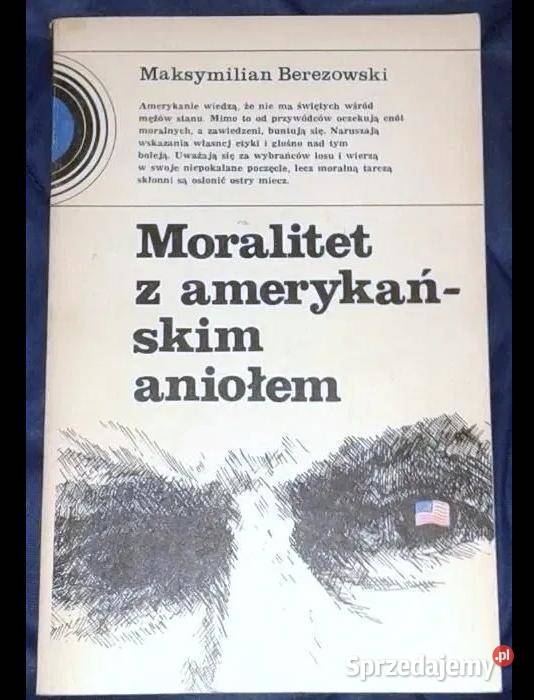 Maksymilian Berezowski
Amerykanie wiedzą, że nie ma świętych wśród
mężów stanu. Mimo to od przywódców oczekują cnót
moralnych, a zawiedzeni, buntują się. Naruszają
wskazania własnej etyki i głośno nad tym
boleją. Uważają się za wybrańców losu i wierzą
w swoje niepokalane poczęcie, lecz moralną tarczą
skłonni są osłonić ostry miecz.
Moralitet
z amerykań-
skim
aniołem
Sprzedajemy.pl